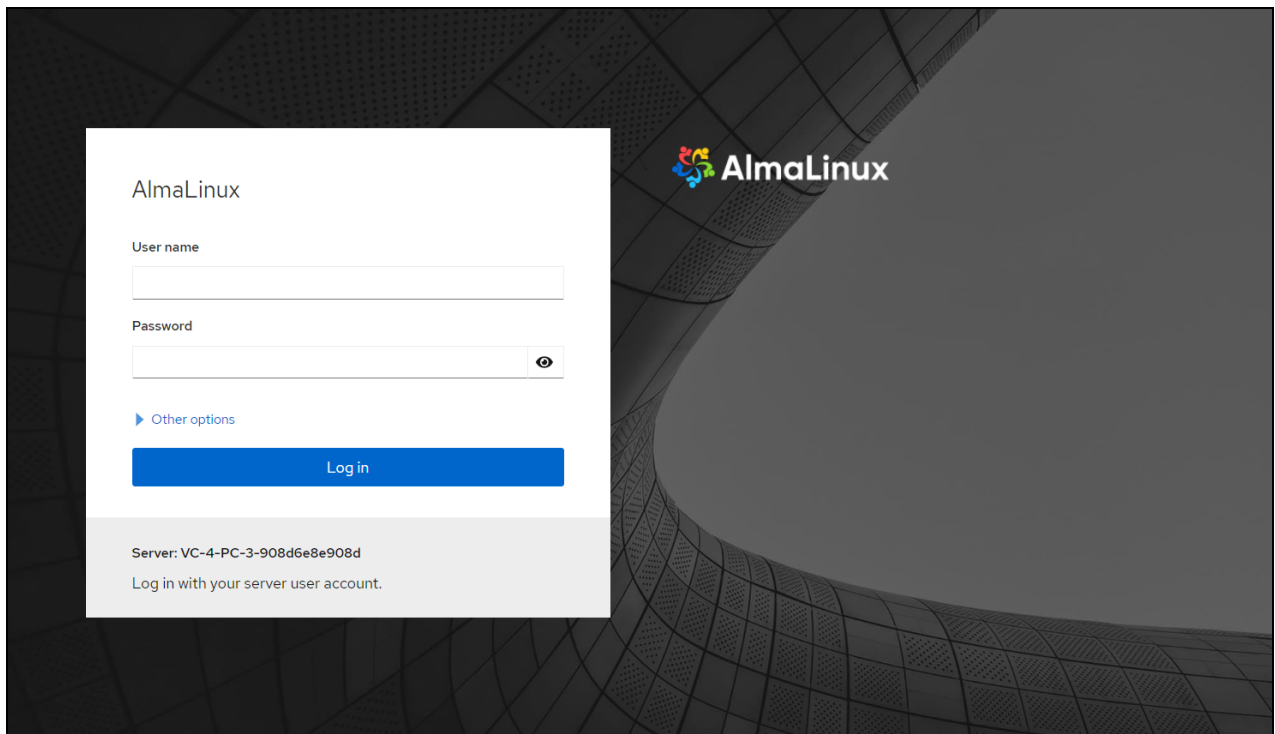 AlmaLinux
User name
Password
Other options
Log in
Server: VC-4-PC-3-908d6e8e908d
Log in with your server user account.
AlmaLinux